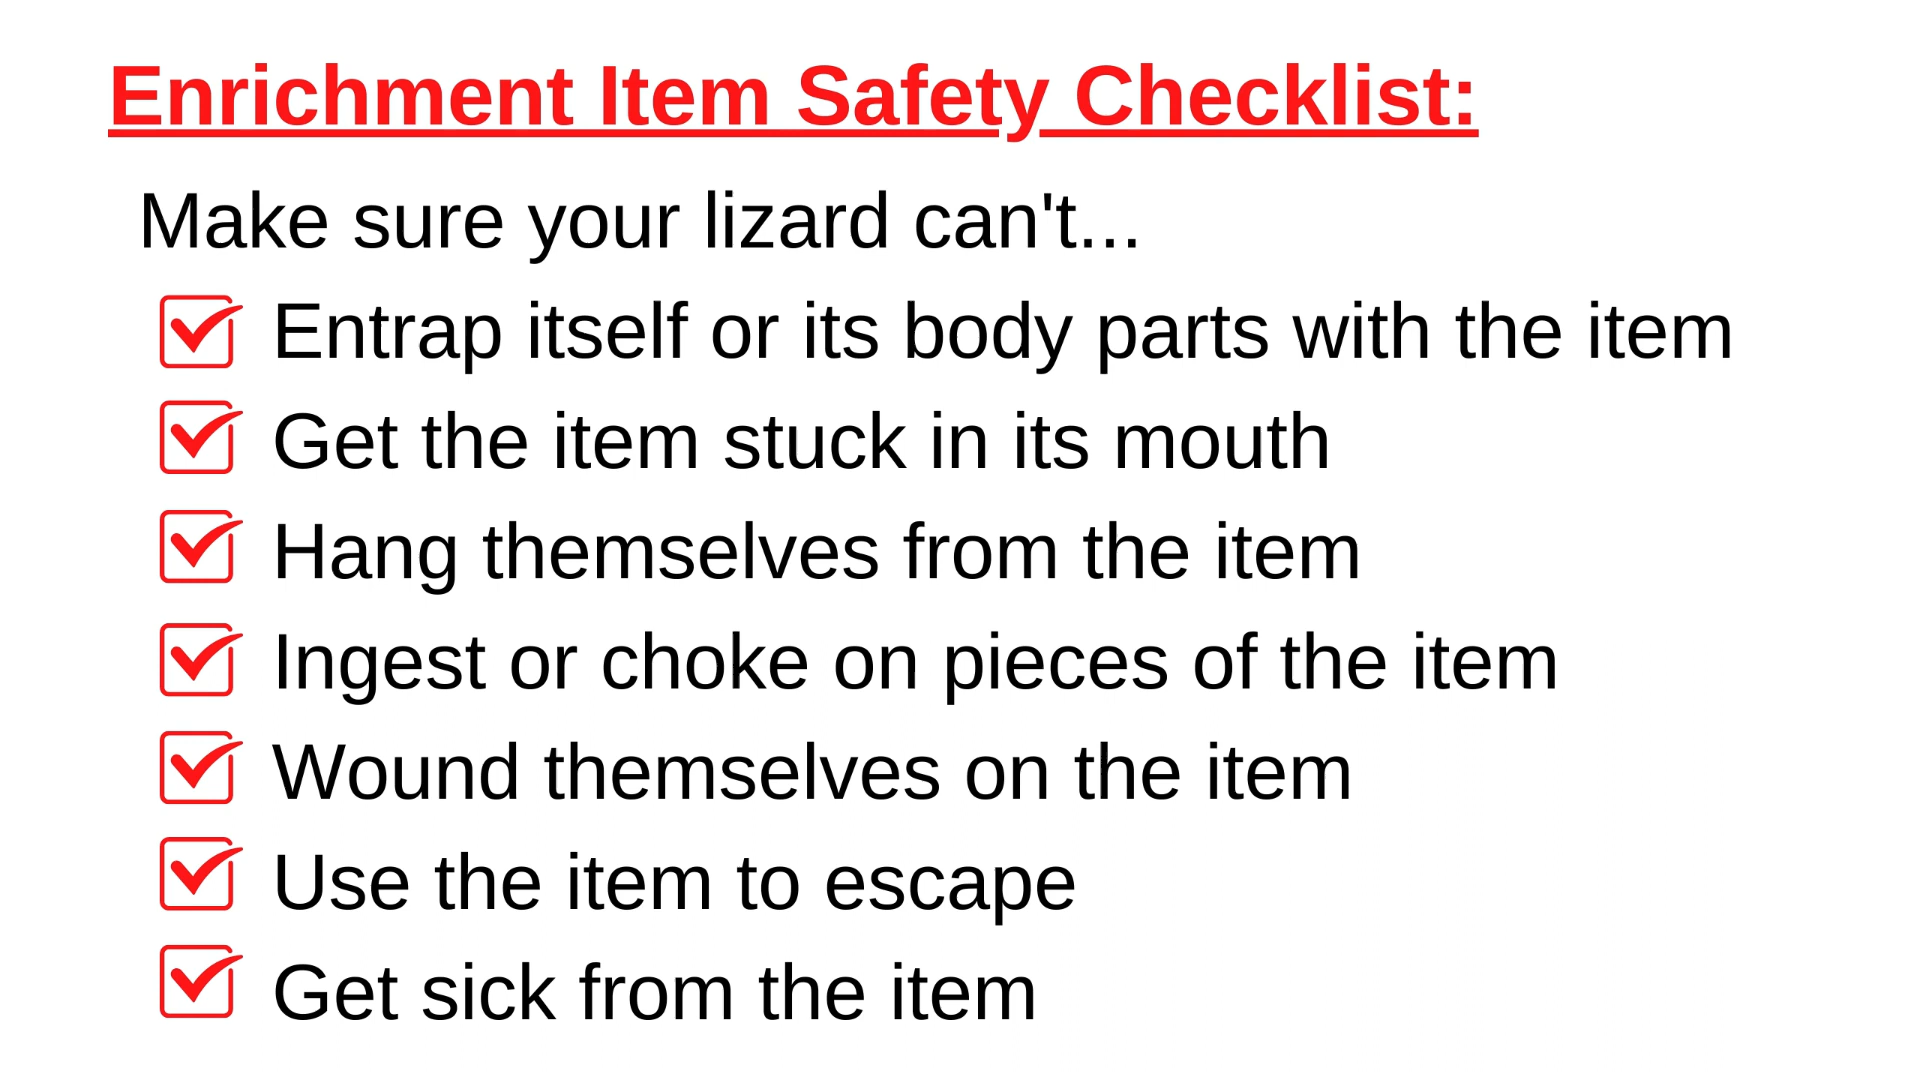 Enrichment Item Safety Checklist:
Make sure your lizard can't...
Entrap itself or its body parts with the item
Get the item stuck in its mouth
Hang themselves from the item
Ingest or choke on pieces of the item
Wound themselves on the item
Use the item to escape
Get sick from the item